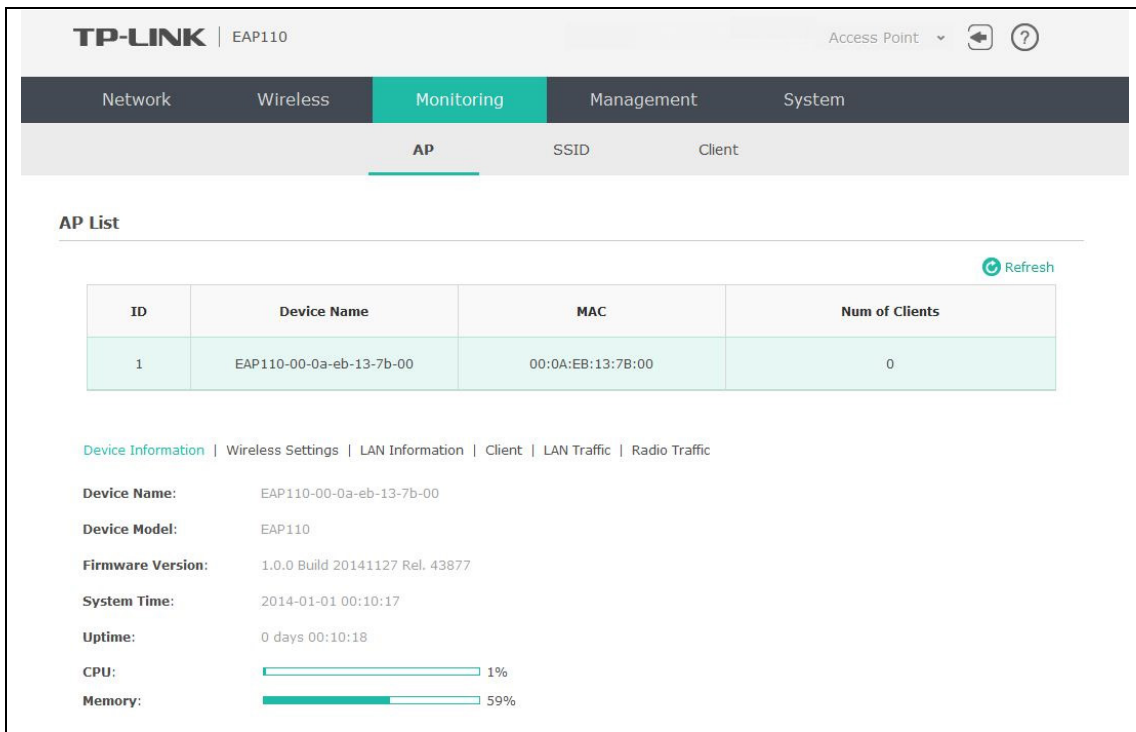 TP-LINK | EAP110 Access Point ?
Network Wireless Monitoring Management System
AP SSID Client
AP List
Refresh
ID Device Name MAC Num of Clients
1 EAP110-00-0a-eb-13-7b-00 00:0A:EB:13:7B:00 0
Device Information | Wireless Settings | LAN Information | Client | LAN Traffic | Radio Traffic
Device Name: EAP110-00-0a-eb-13-7b-00
Device Model: EAP110
Firmware Version: 1.0.0 Build 20141127 Rel. 43877
System Time: 2014-01-01 00:10:17
Uptime: 0 days 00:10:18
CPU: 1%
Memory: 59%